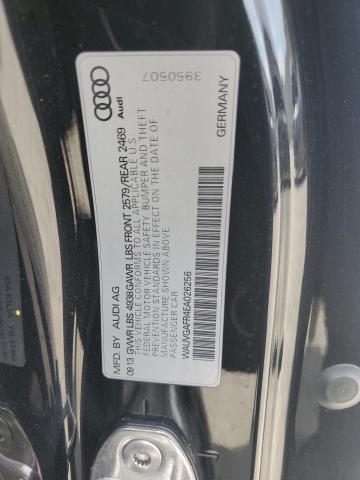 Audi
3950507
GERMANY
MFD. BY AUDI AG
09 13 GVWR LBS 4938 GAWR LBS FRONT 2579/REAR 2469
THIS VEHICLE CONFORMS TO ALL APPLICABLE U.S.
FEDERAL MOTOR VEHICLE SAFETY, BUMPER AND THEFT
PREVENTION STANDARDS IN EFFECT ON THE DATE OF
MANUFACTURE SHOWN ABOVE
PASSENGER CAR
WAUVGAFR4EA026256